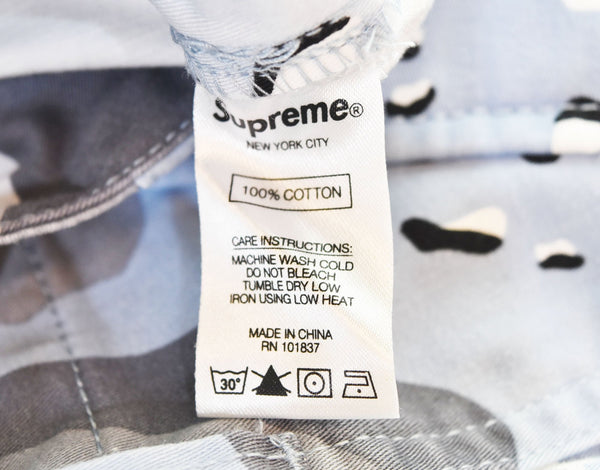 Supreme®
NEW YORK CITY
100% COTTON
CARE INSTRUCTIONS:
MACHINE WASH COLD
DO NOT BLEACH
TUMBLE DRY LOW
IRON USING LOW HEAT
MADE IN CHINA
RN 101837
30°